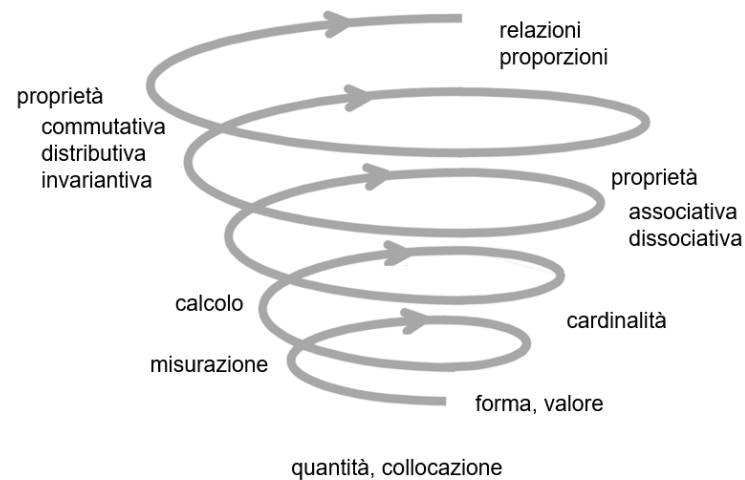 relazioni
proporzioni
proprietà
commutativa
distributiva
invariantiva
proprietà
associativa
dissociativa
calcolo
cardinalità
misurazione
forma, valore
quantità, collocazione